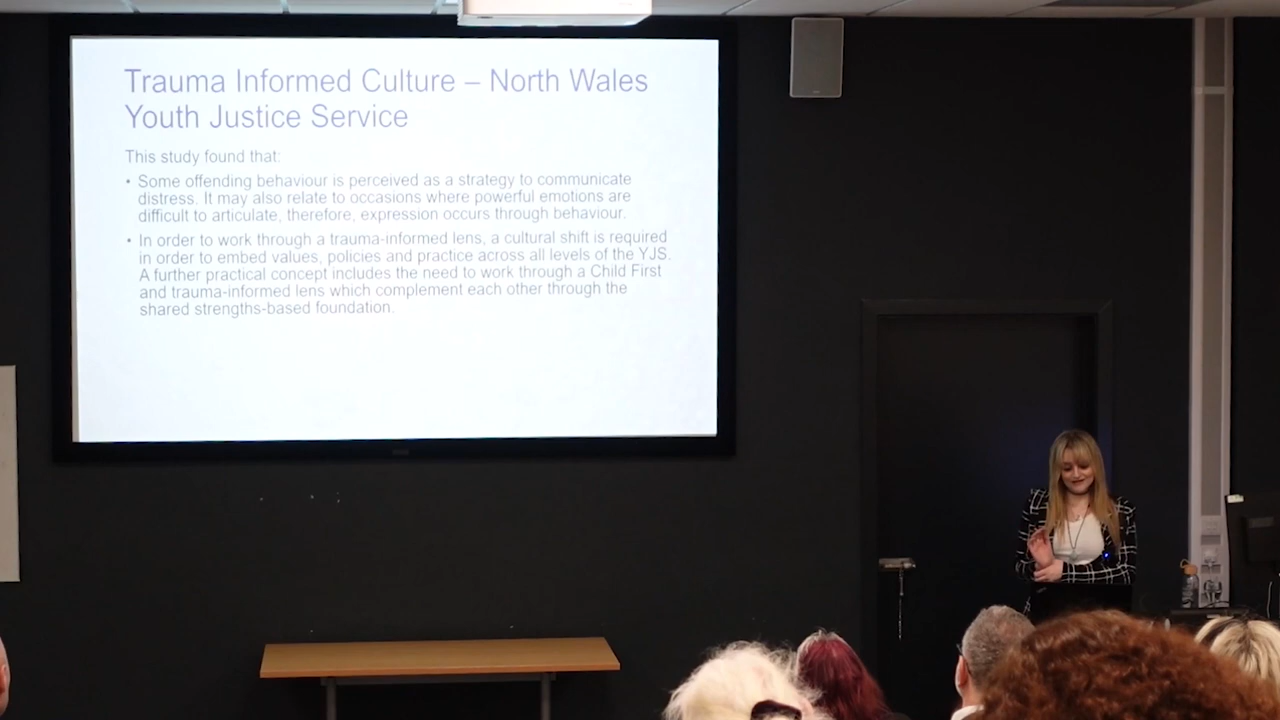 Trauma Informed Culture – North Wales
Youth Justice Service
This study found that:
• Some offending behaviour is perceived as a strategy to communicate
distress. It may also relate to occasions where powerful emotions are
difficult to articulate, therefore, expression occurs through behaviour.
• In order to work through a trauma-informed lens, a cultural shift is required
in order to embed values, policies and practice across all levels of the YJS.
A further practical concept includes the need to work through a Child First
and trauma-informed lens which complement each other through the
shared strengths-based foundation.